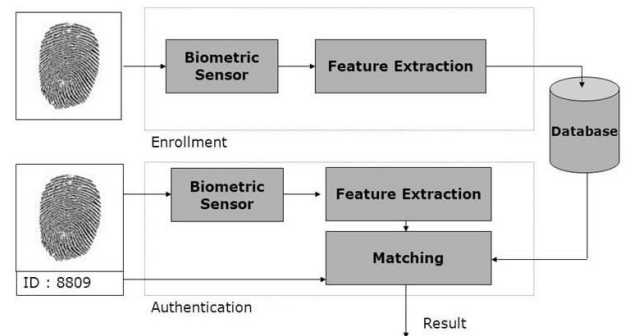 Biometric
Sensor
Feature Extraction
Enrollment
Database
Biometric
Sensor
Feature Extraction
Matching
ID : 8809
Authentication
Result